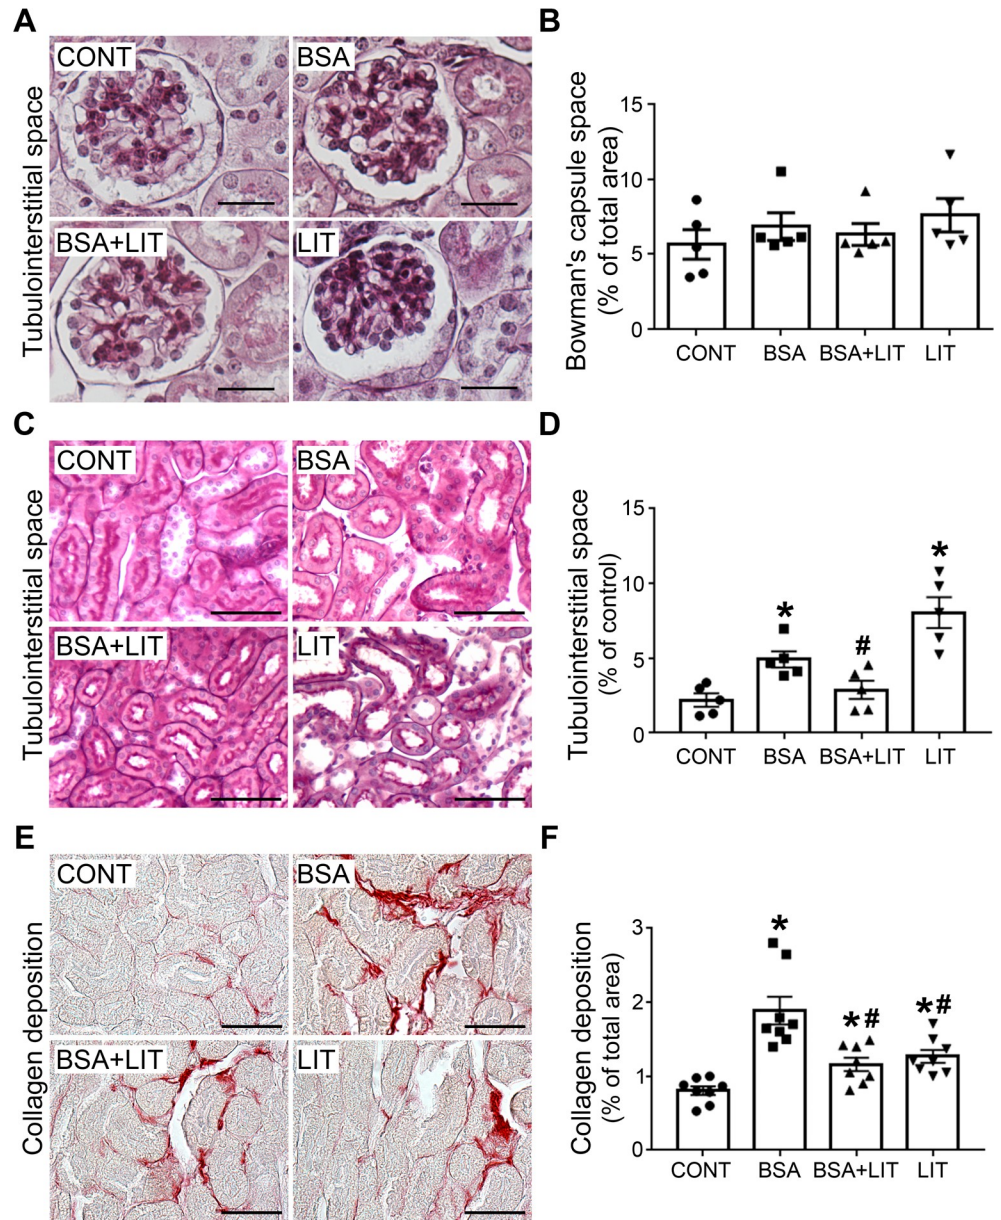 A
Tubulointerstitial space
CONT
BSA
BSA+LIT
LIT
B
Bowman's capsule space
(% of total area)
15
10
5
0
CONT
BSA
BSA+LIT
LIT
C
Tubulointerstitial space
CONT
BSA
BSA+LIT
LIT
D
Tubulointerstitial space
(% of control)
15
10
5
0
*
*
#
*
CONT
BSA
BSA+LIT
LIT
E
Collagen deposition
CONT
BSA
BSA+LIT
LIT
F
Collagen deposition
(% of total area)
3
2
1
0
*
*#
*#
CONT
BSA
BSA+LIT
LIT